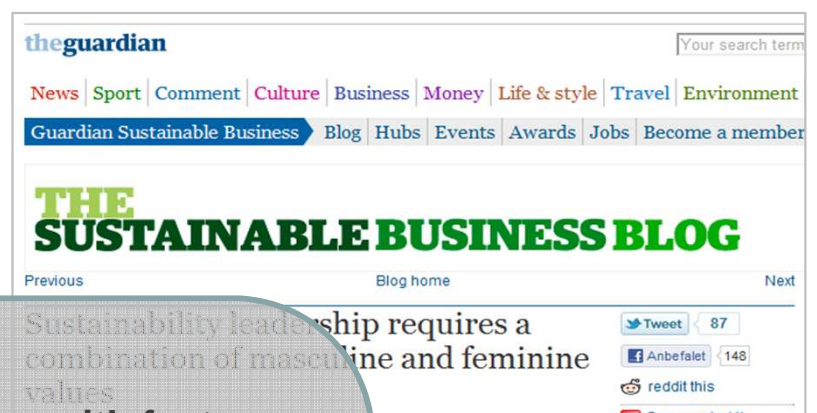 theguardian
Your search term
News Sport Comment Culture Business Money Life & style Travel Environment
Guardian Sustainable Business Blog Hubs Events Awards Jobs Become a member
THE
SUSTAINABLE BUSINESS BLOG
Previous Blog home Next
Sustainability leadership requires a
combination of masculine and feminine
values
Tweet 87
Anbefalet 148
reddit this